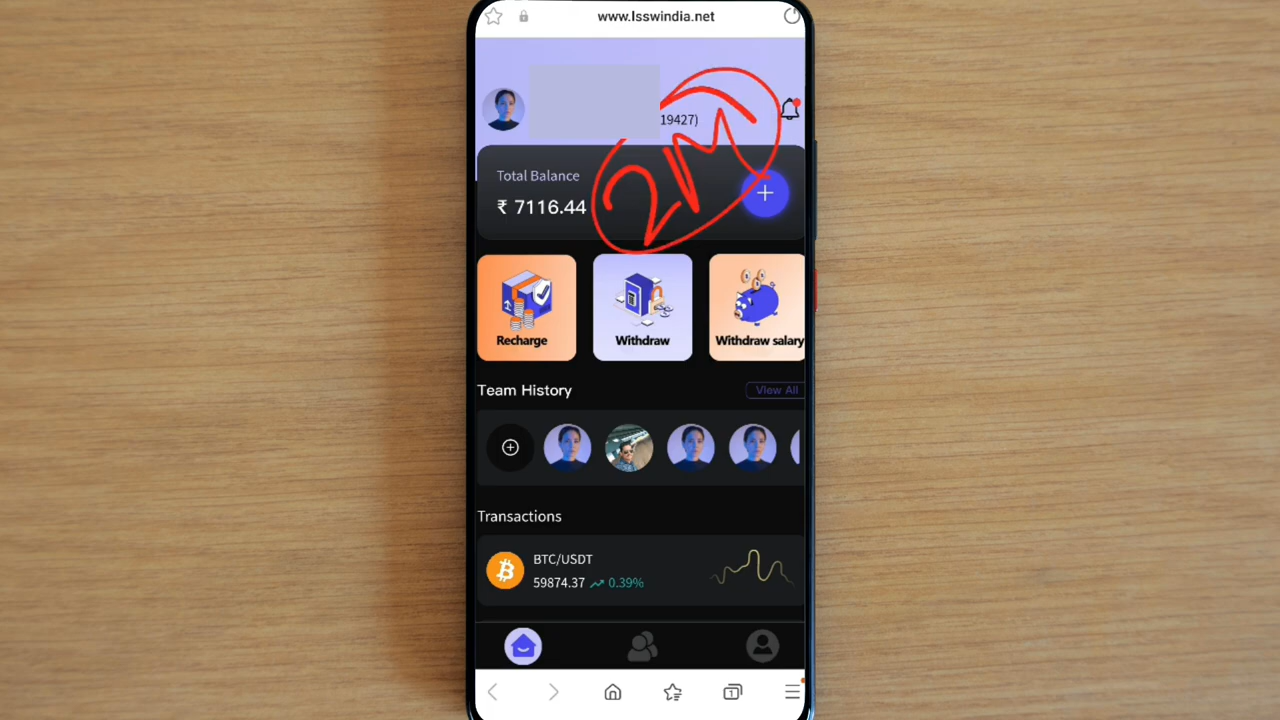 www.lsswindia.net
19427)
2M
Total Balance
₹ 7116.44
Recharge
Withdraw
Withdraw salary
Team History
View All
Transactions
BTC/USDT
59874.37 0.39%
1